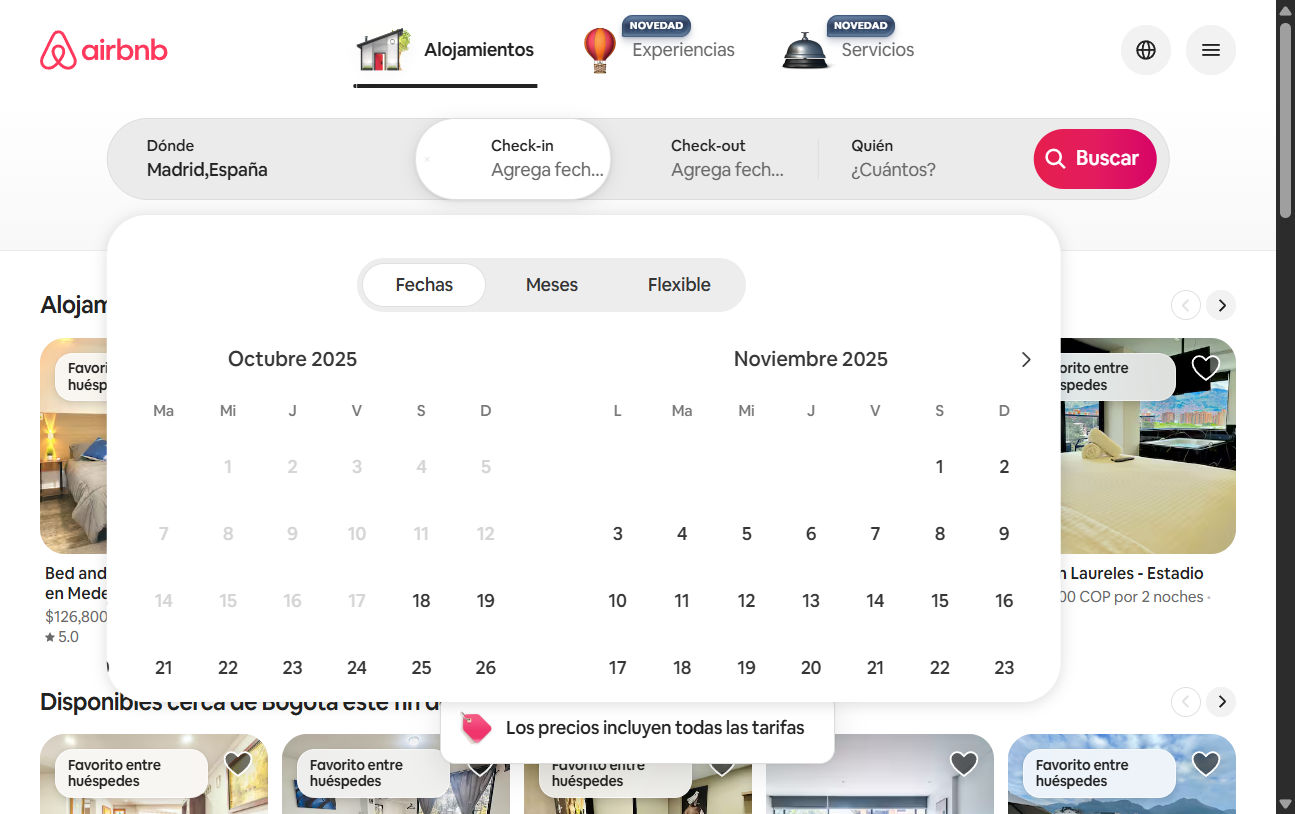 airbnb
Alojamientos
NOVEDAD
Experiencias
NOVEDAD
Servicios
Dónde
Madrid,España
Check-in
Agrega fech...
Check-out
Agrega fech...
Quién
¿Cuántos?
Buscar
Fechas
Meses
Flexible
Octubre 2025
Ma Mi J V S D
1 2 3 4 5
7 8 9 10 11 12
14 15 16 17 18 19
21 22 23 24 25 26
Noviembre 2025
L Ma Mi J V S D
1 2
3 4 5 6 7 8 9
10 11 12 13 14 15 16
17 18 19 20 21 22 23
Alojam
Favori
huésp
Bed and
en Mede
$126,800
5.0
orito entre
spedes
n Laureles - Estadio
00 COP por 2 noches ·
Disponibles cerca de Bogotá este fin d
Los precios incluyen todas las tarifas
Favorito entre
huéspedes
Favorito entre
huéspedes
Favorito entre
huéspedes
Favorito entre
huéspedes